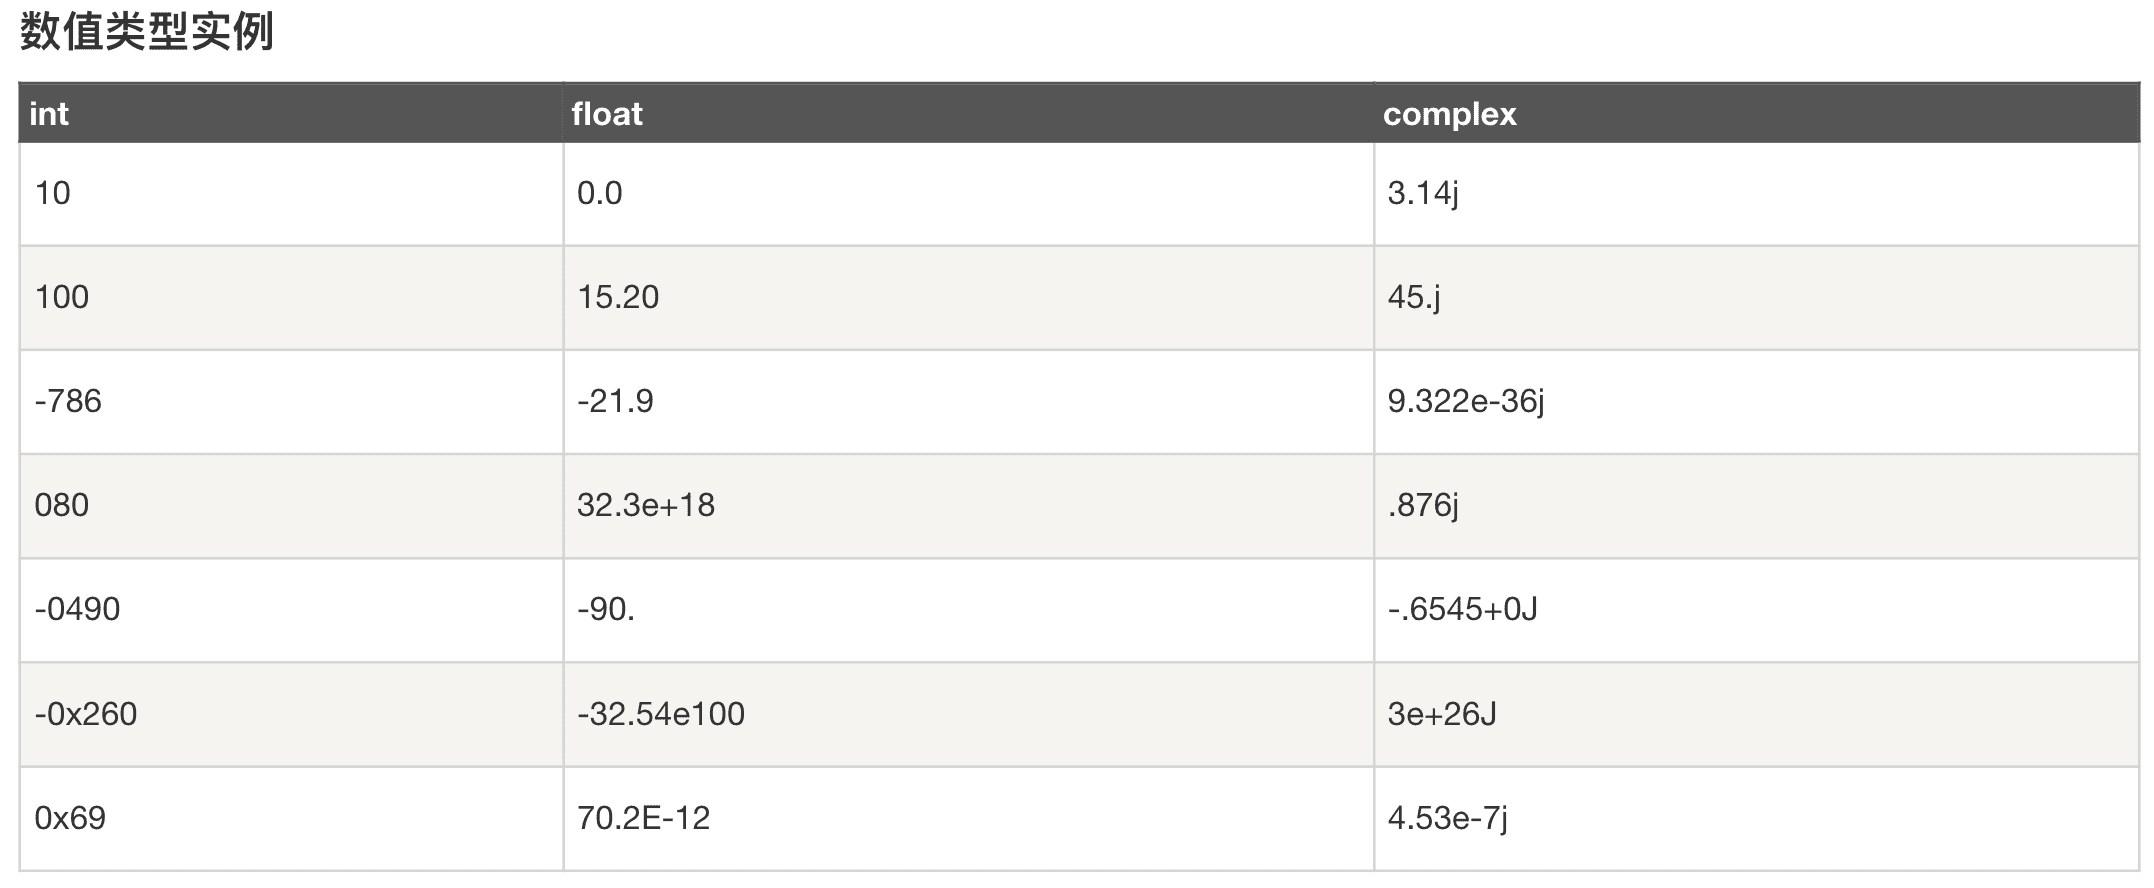 数值类型实例
int float complex
10 0.0 3.14j
100 15.20 45.j
-786 -21.9 9.322e-36j
080 32.3e+18 .876j
-0490 -90. -.6545+0J
-0x260 -32.54e100 3e+26J
0x69 70.2E-12 4.53e-7j